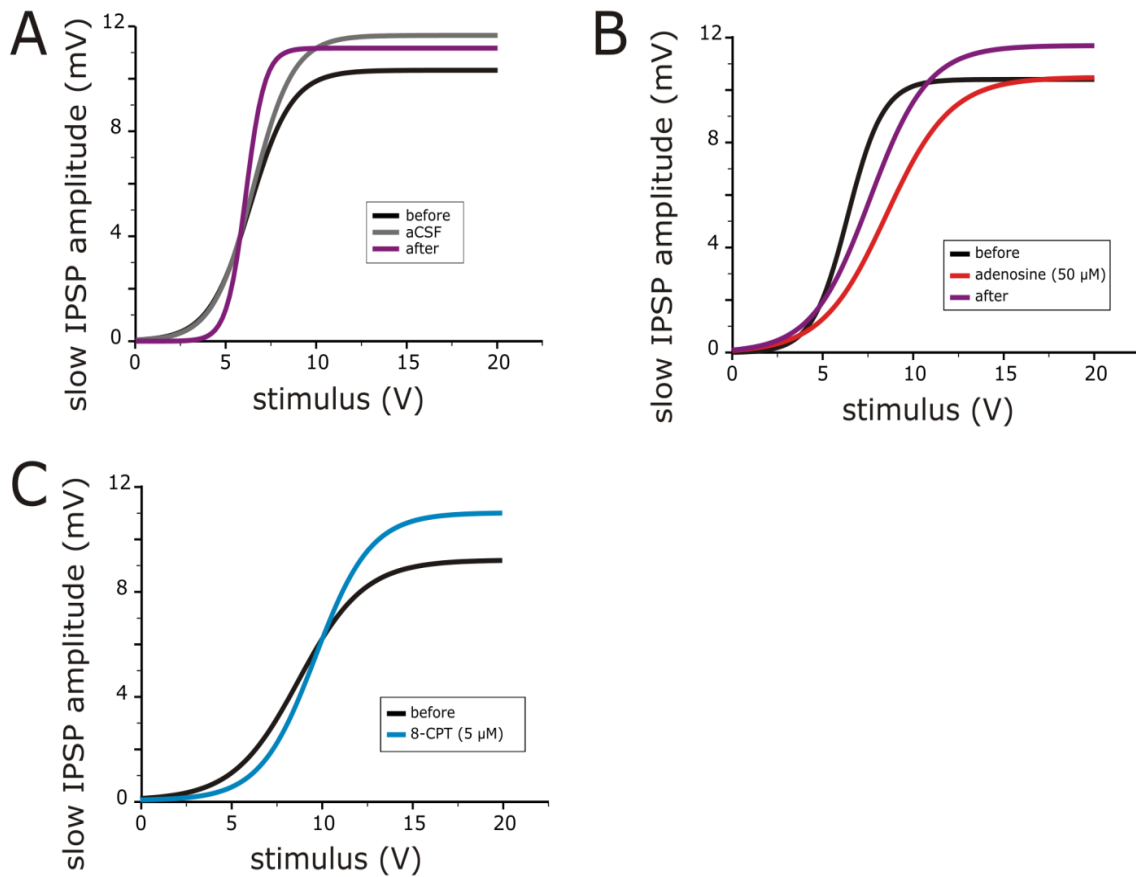 A
slow IPSP amplitude (mV)
12
8
4
0
0
5
10
15
20
stimulus (V)
before
aCSF
after
B
slow IPSP amplitude (mV)
12
8
4
0
0
5
10
15
20
stimulus (V)
before
adenosine (50 µM)
after
C
slow IPSP amplitude (mV)
12
8
4
0
0
5
10
15
20
stimulus (V)
before
8-CPT (5 µM)